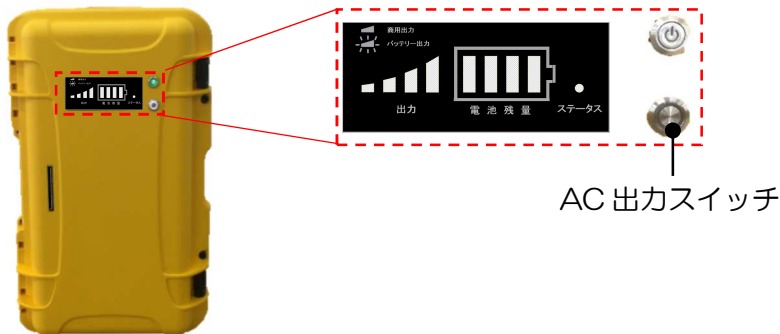 商用出力
バッテリー出力
出力
電池残量
ステータス
AC 出力スイッチ